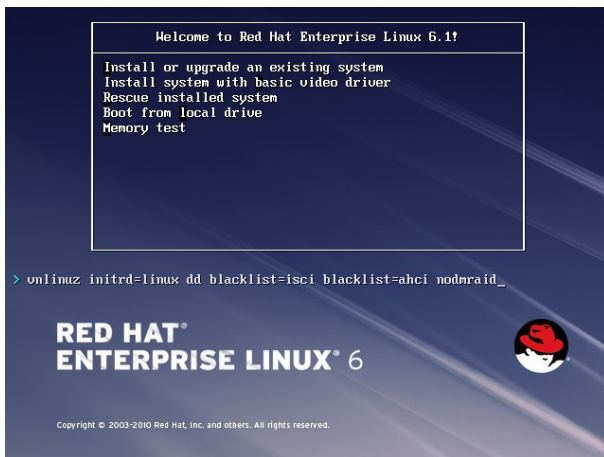 Welcome to Red Hat Enterprise Linux 6.1!
Install or upgrade an existing system
Install system with basic video driver
Rescue installed system
Boot from local drive
Memory test
> vmlinuz initrd=linux dd blacklist=isci blacklist=ahci nodmraid_
RED HAT®
ENTERPRISE LINUX® 6
Copyright © 2003-2010 Red Hat, Inc. and others. All rights reserved.